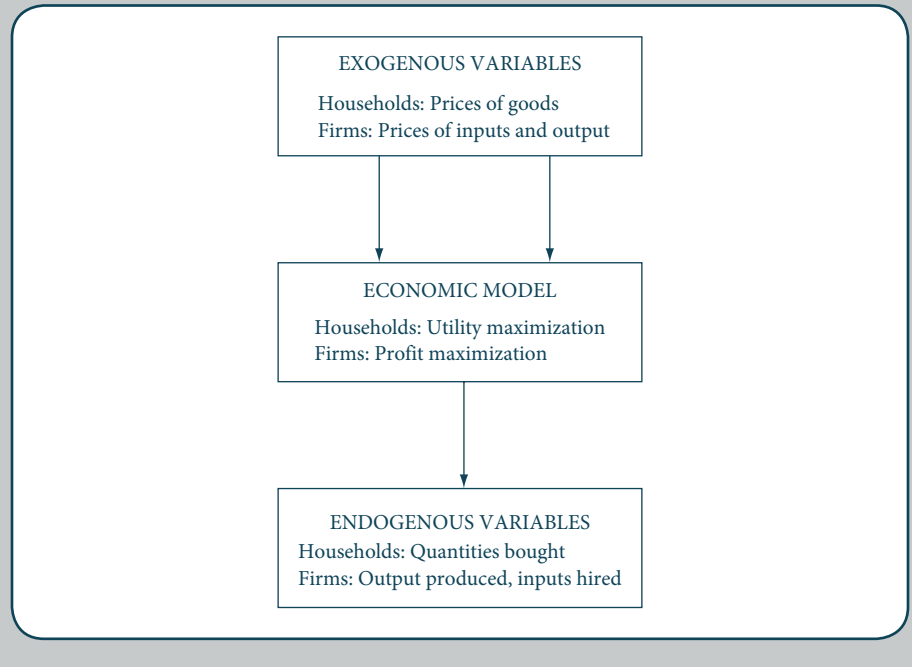 EXOGENOUS VARIABLES
Households: Prices of goods
Firms: Prices of inputs and output
ECONOMIC MODEL
Households: Utility maximization
Firms: Profit maximization
ENDOGENOUS VARIABLES
Households: Quantities bought
Firms: Output produced, inputs hired